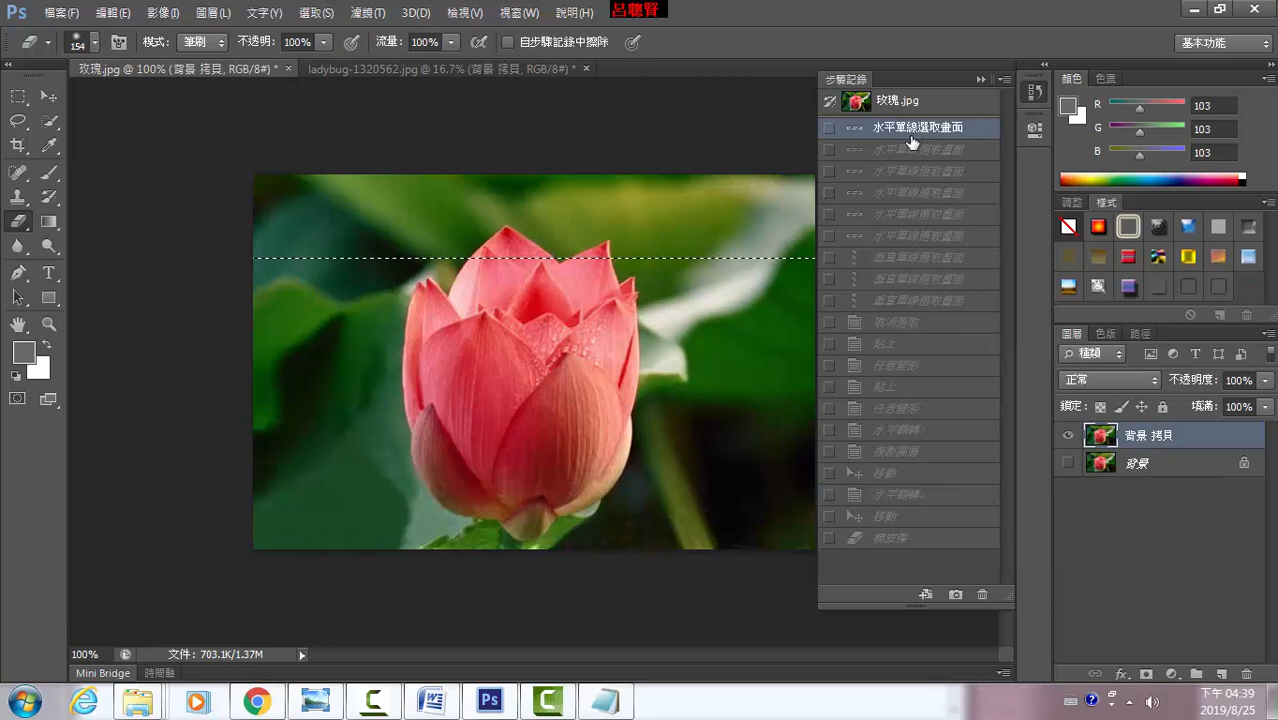 Ps 檔案(F) 編輯(E) 影像(I) 圖層(L) 文字(Y) 選取(S) 濾鏡(T) 3D(D) 檢視(V) 視窗(W) 說明(H) 呂聰賢
154 模式: 筆刷 不透明: 100% 流量: 100% 自步驟記錄中擦除 基本功能
玫瑰.jpg @ 100% (背景 拷貝, RGB/8#) * ladybug-1320562.jpg @ 16.7% (背景 拷貝, RGB/8#) *
步驟記錄
玫瑰.jpg
水平單線選取畫面
水平單線選取畫面
水平單線選取畫面
水平單線選取畫面
水平單線選取畫面
水平單線選取畫面
垂直單線選取畫面
垂直單線選取畫面
垂直單線選取畫面
取消選取
貼上
任意變形
貼上
任意變形
水平翻轉
複製圖層
移動
水平翻轉
移動
橡皮擦
顏色 色票
R 103
G 103
B 103
調整 樣式
圖層 色版 路徑
種類
正常 不透明度: 100%
鎖定: 填滿: 100%
背景 拷貝
背景
100% 文件: 703.1K/1.37M
Mini Bridge 時間軸
下午 04:39
2019/8/25